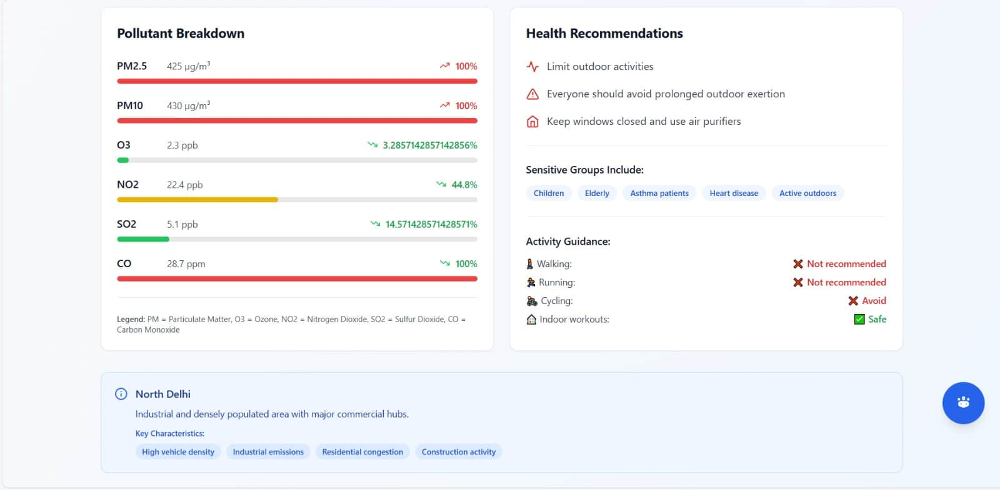 Pollutant Breakdown
PM2.5 425 µg/m³ 100%
PM10 430 µg/m³ 100%
O3 2.3 ppb 3.2857142857142856%
NO2 22.4 ppb 44.8%
SO2 5.1 ppb 14.571428571428571%
CO 28.7 ppm 100%
Legend: PM = Particulate Matter, O3 = Ozone, NO2 = Nitrogen Dioxide, SO2 = Sulfur Dioxide, CO =
Carbon Monoxide
Health Recommendations
Limit outdoor activities
Everyone should avoid prolonged outdoor exertion
Keep windows closed and use air purifiers
Sensitive Groups Include:
Children Elderly Asthma patients Heart disease Active outdoors
Activity Guidance:
Walking: Not recommended
Running: Not recommended
Cycling: Avoid
Indoor workouts: Safe
North Delhi
Industrial and densely populated area with major commercial hubs.
Key Characteristics:
High vehicle density Industrial emissions Residential congestion Construction activity